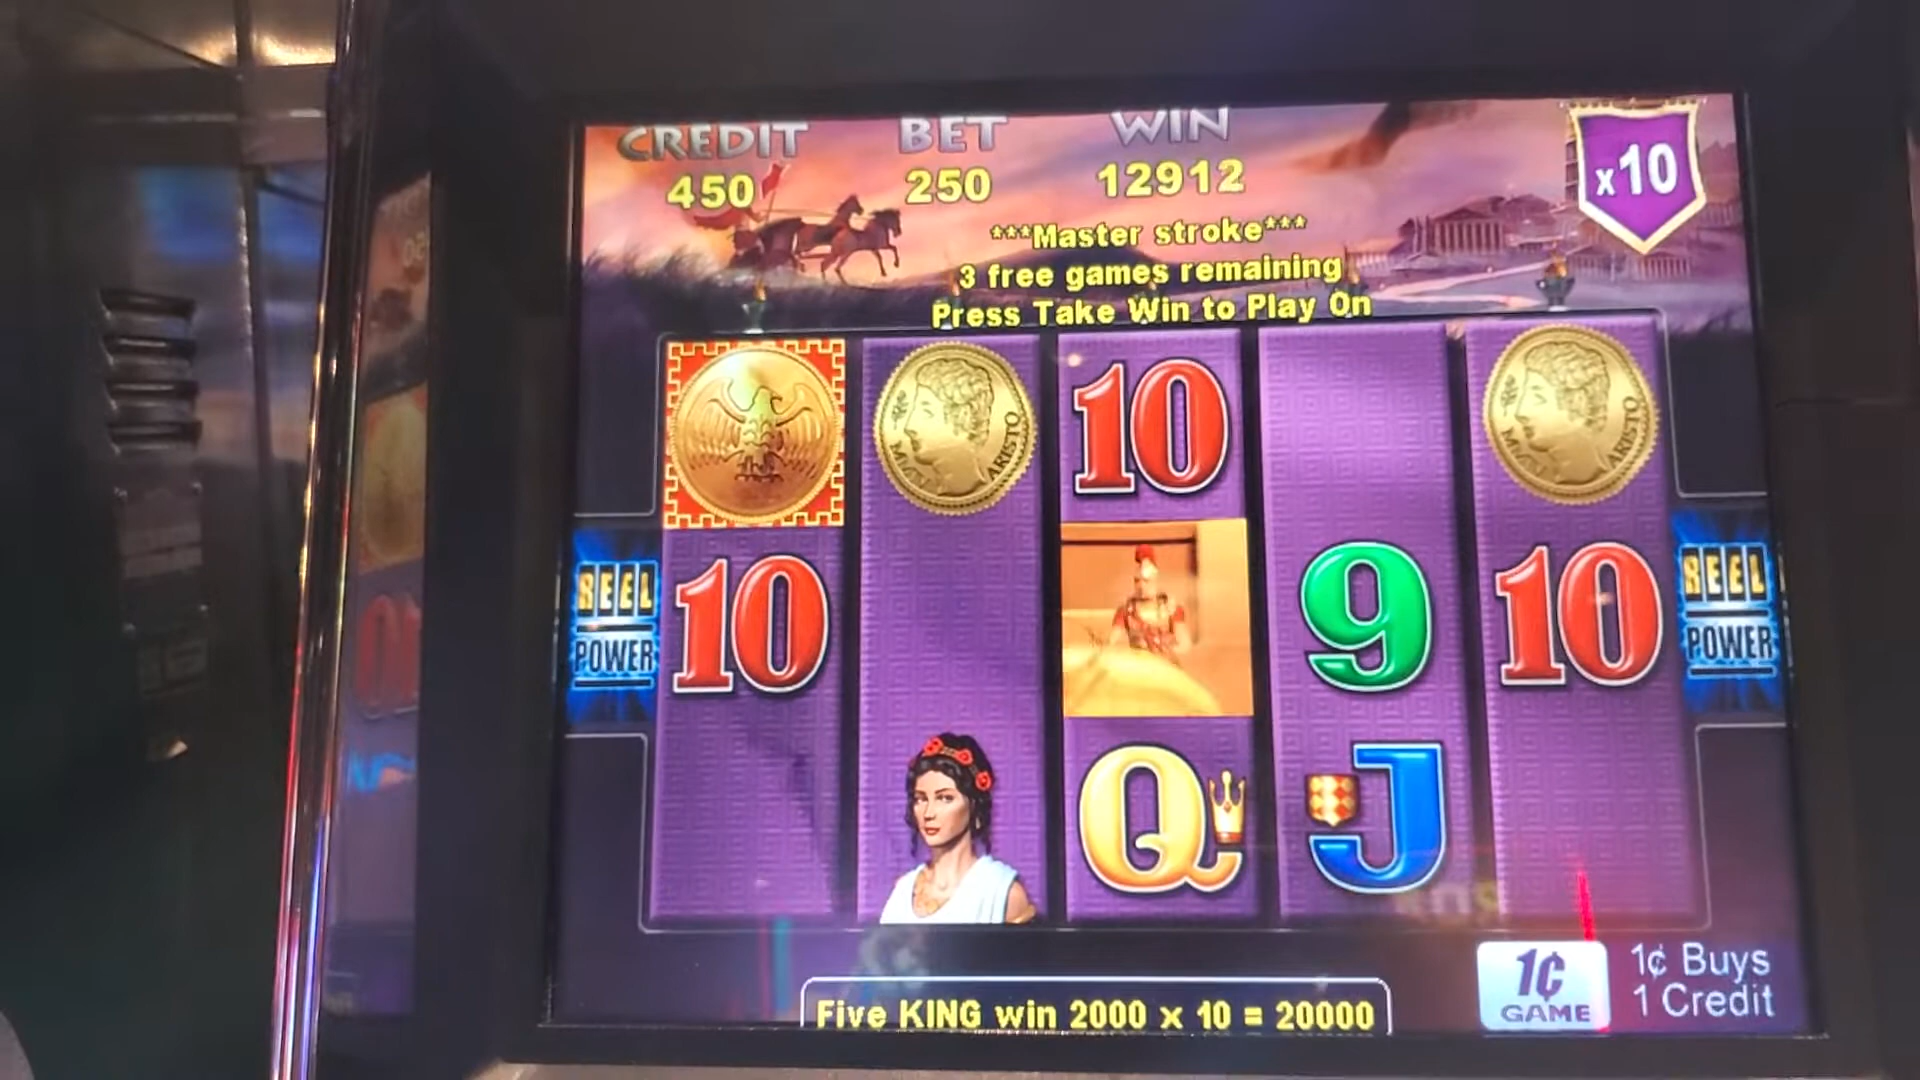 CREDIT BET WIN
450 250 12912
x10
***Master stroke***
3 free games remaining
Press Take Win to Play On
10
ARISTO
ARISTO
REEL
POWER
10
9
10
REEL
POWER
Q
J
1¢
GAME
1¢ Buys
1 Credit
Five KING win 2000 x 10 = 20000